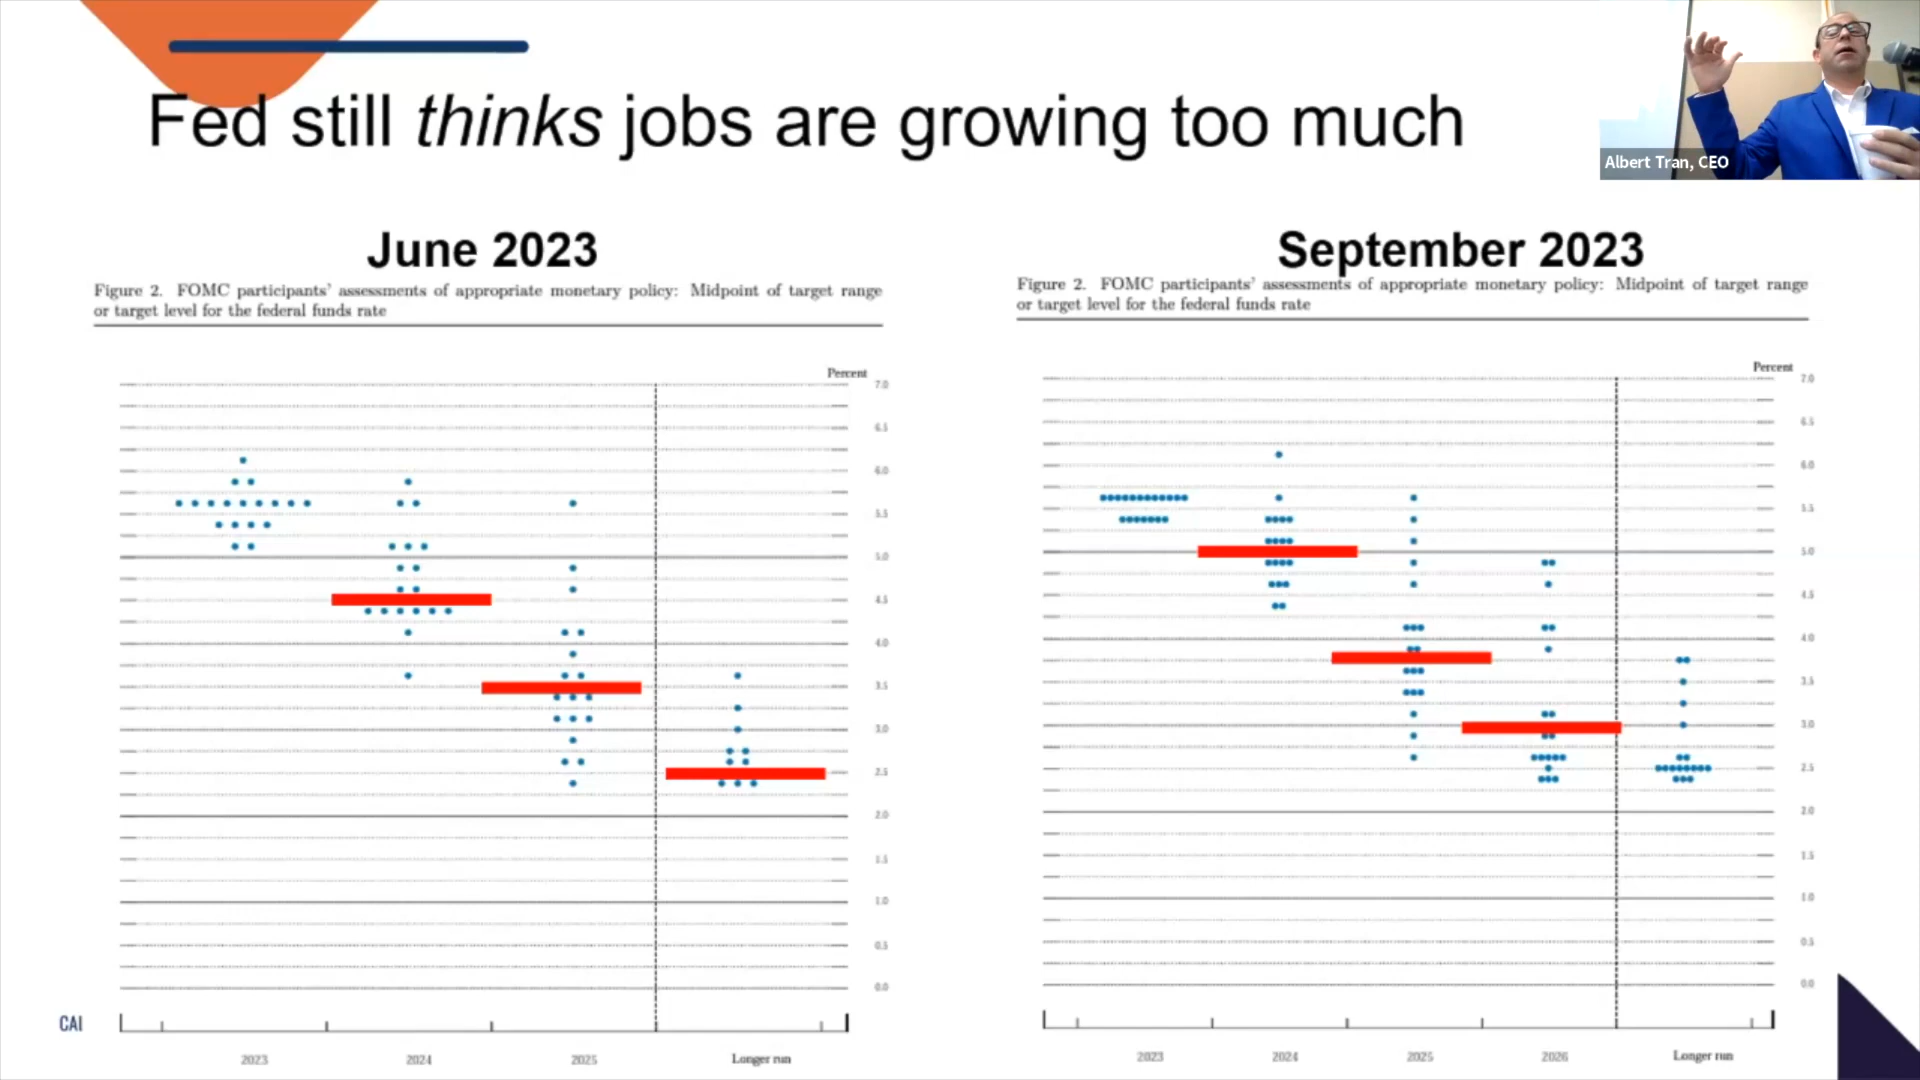 Fed still thinks jobs are growing too much
Albert Tran, CEO
June 2023
Figure 2. FOMC participants' assessments of appropriate monetary policy: Midpoint of target range
or target level for the federal funds rate
Percent
7.0
6.5
6.0
5.5
5.0
4.5
4.0
3.5
3.0
2.5
2.0
1.5
1.0
0.5
0.0
2023 2024 2025 Longer run
September 2023
Figure 2. FOMC participants' assessments of appropriate monetary policy: Midpoint of target range
or target level for the federal funds rate
Percent
7.0
6.5
6.0
5.5
5.0
4.5
4.0
3.5
3.0
2.5
2.0
1.5
1.0
0.5
0.0
2023 2024 2025 2026 Longer run
CAI